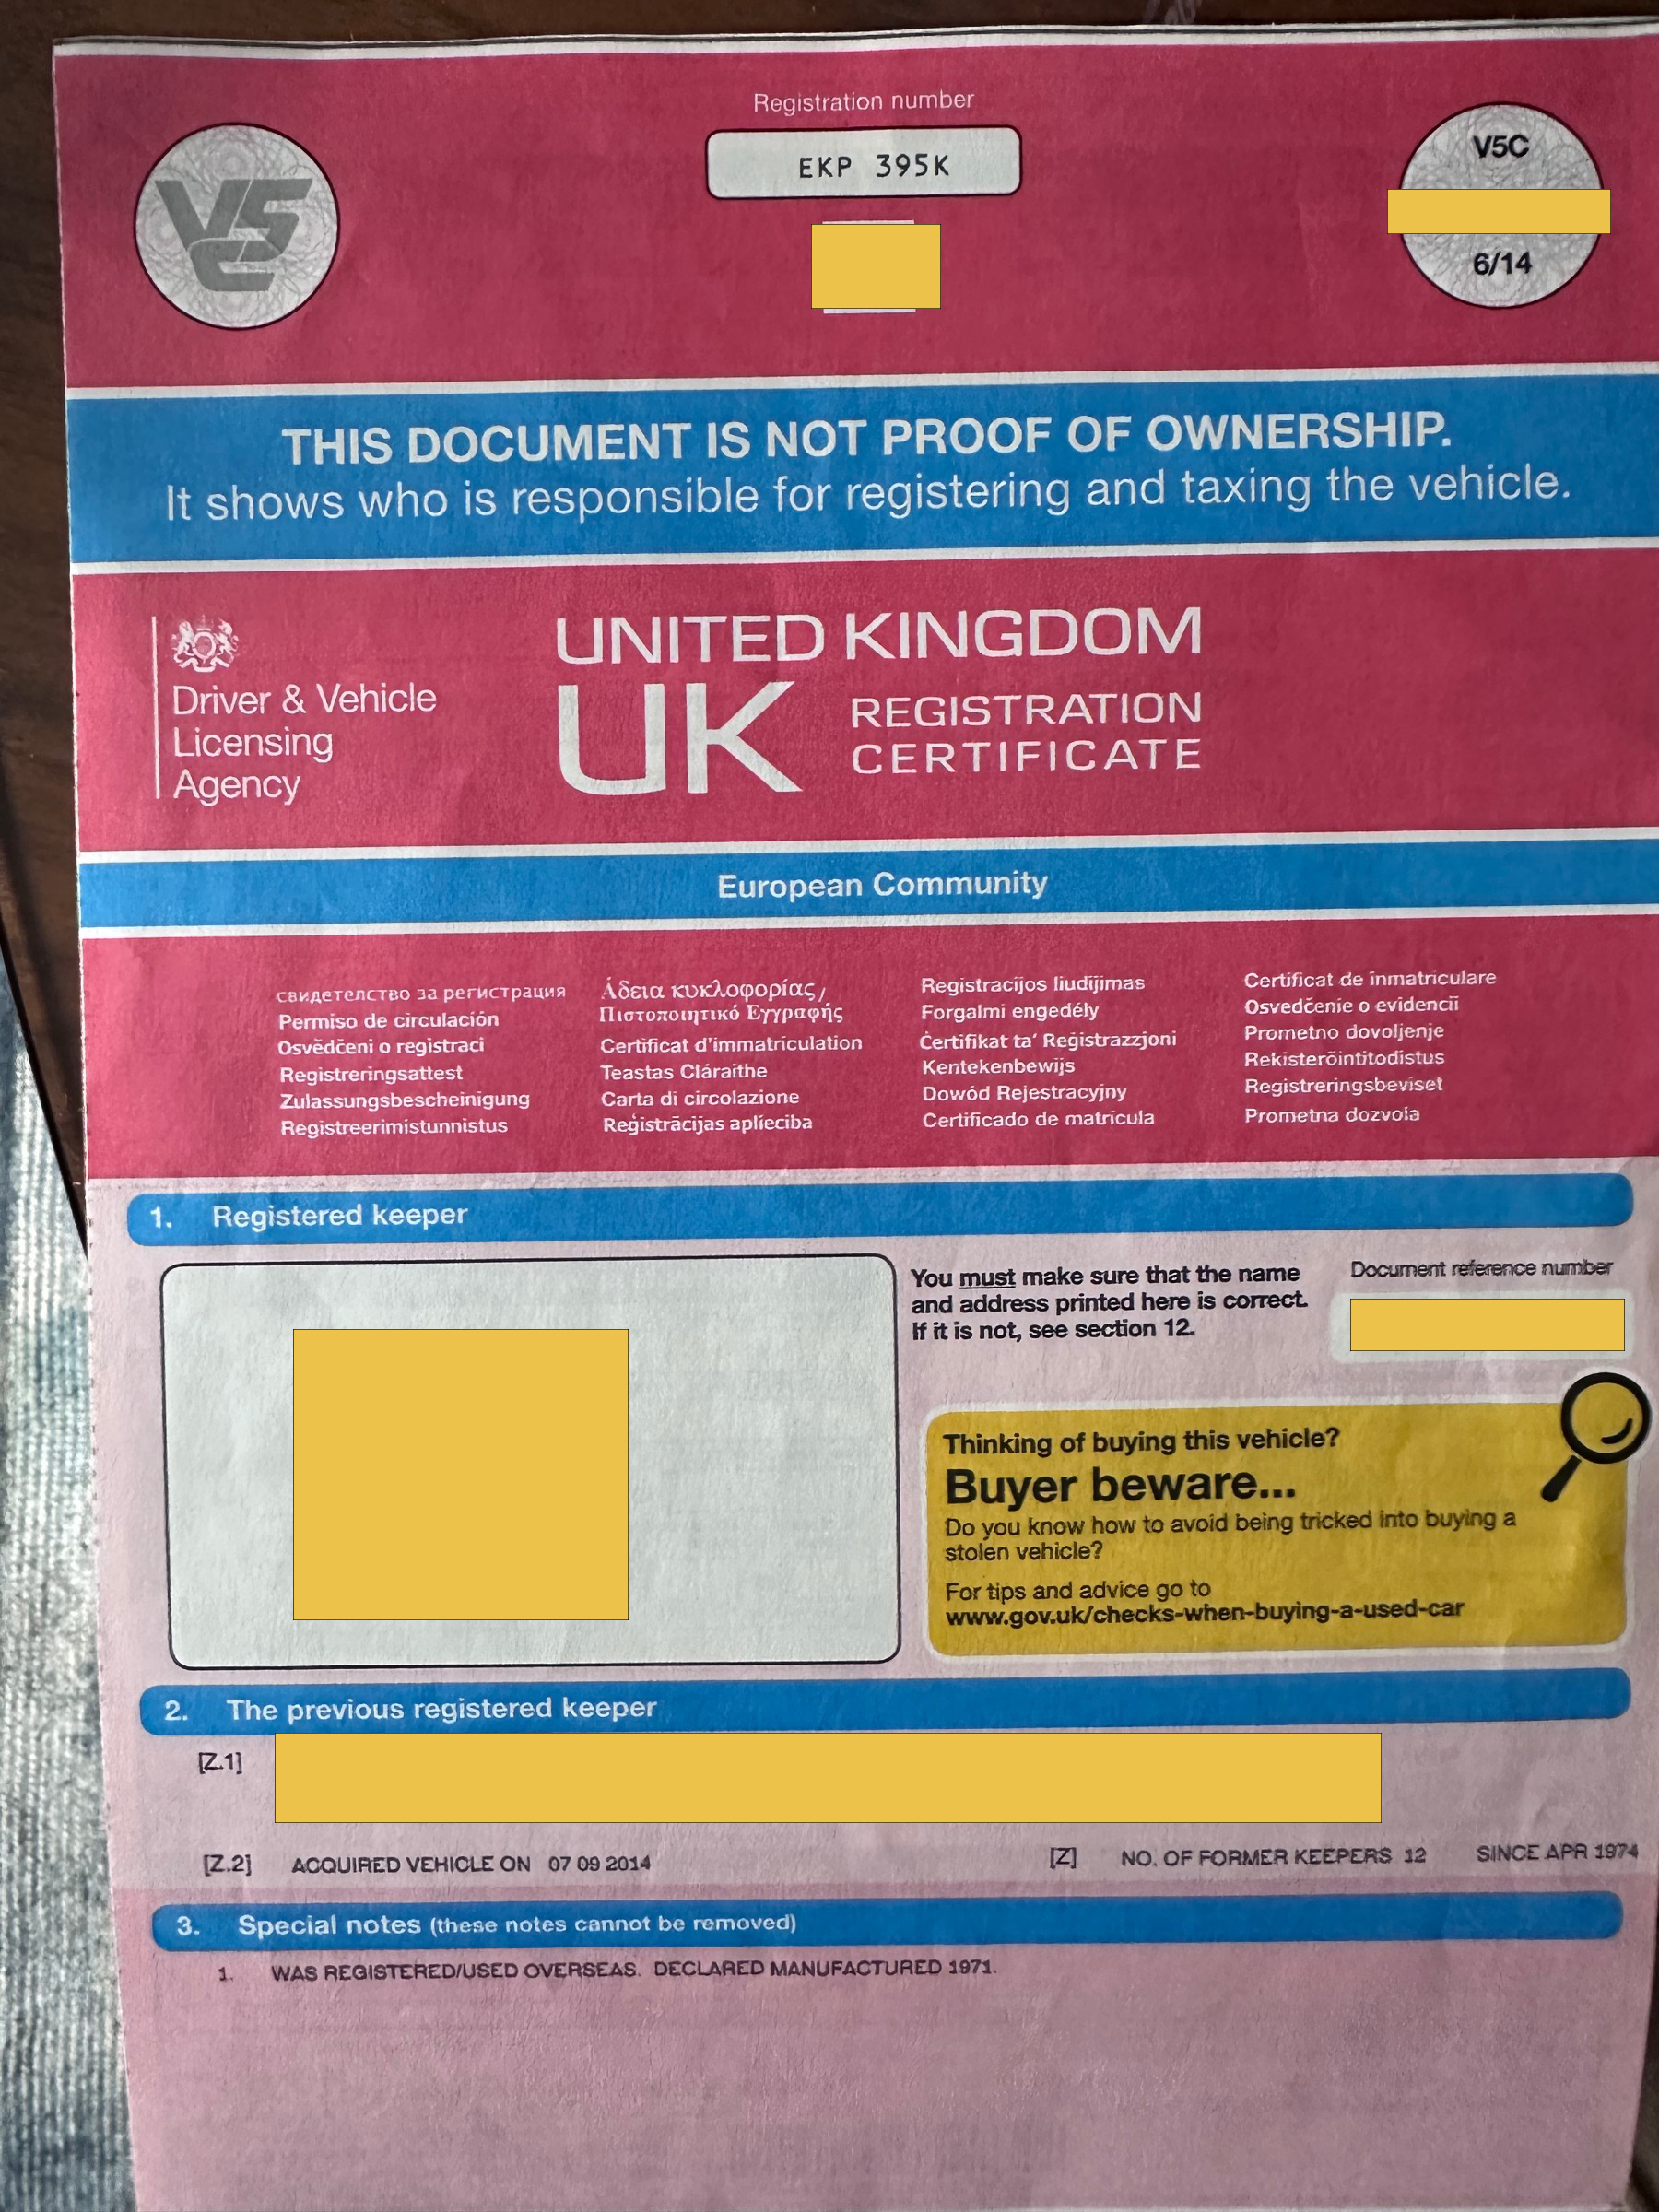 Registration number
EKP 395K
V5C
V5C
6/14
THIS DOCUMENT IS NOT PROOF OF OWNERSHIP.
It shows who is responsible for registering and taxing the vehicle.
Driver & Vehicle
Licensing
Agency
UNITED KINGDOM
UK
REGISTRATION
CERTIFICATE
European Community
свидетелство за регистрация
Permiso de circulación
Osvědčeni o registraci
Registreringsattest
Zulassungsbescheinigung
Registreerimistunnistus
Άδεια κυκλοφορίας/
Πιστοποιητικό Εγγραφής
Certificat d'immatriculation
Teastas Cláraithe
Carta di circolazione
Reģistrācijas apliecība
Registracijos liudijimas
Forgalmi engedély
Ċertifikat ta' Reġistrazzjoni
Kentekenbewijs
Dowód Rejestracyjny
Certificado de matrícula
Certificat de înmatriculare
Osvedčenie o evidencii
Prometno dovoljenje
Rekisteröintitodistus
Registreringsbeviset
Prometna dozvola
1. Registered keeper
You must make sure that the name
and address printed here is correct.
If it is not, see section 12.
Document reference number
Thinking of buying this vehicle?
Buyer beware...
Do you know how to avoid being tricked into buying a
stolen vehicle?
For tips and advice go to
www.gov.uk/checks-when-buying-a-used-car
2. The previous registered keeper
[Z.1]
[Z.2] ACQUIRED VEHICLE ON 07 09 2014
[Z] NO. OF FORMER KEEPERS 12 SINCE APR 1974
3. Special notes (these notes cannot be removed)
1. WAS REGISTERED/USED OVERSEAS. DECLARED MANUFACTURED 1971.